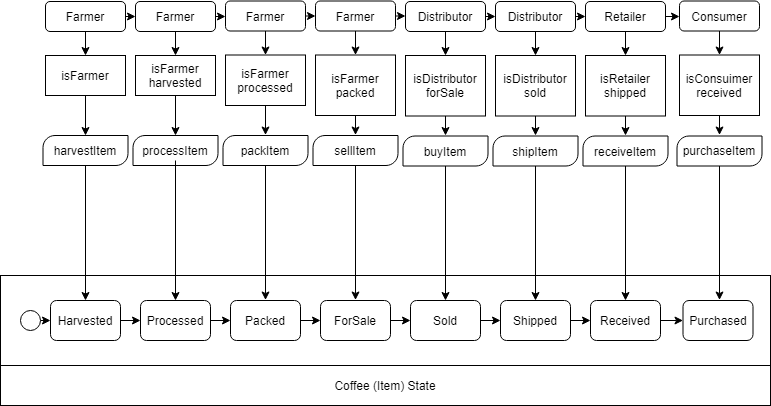 Farmer
Farmer
Farmer
Farmer
Distributor
Distributor
Retailer
Consumer
isFarmer
isFarmer
harvested
isFarmer
processed
isFarmer
packed
isDistributor
forSale
isDistributor
sold
isRetailer
shipped
isConsuimer
received
harvestItem
processItem
packItem
sellItem
buyItem
shipItem
receiveItem
purchaseItem
Harvested
Processed
Packed
ForSale
Sold
Shipped
Received
Purchased
Coffee (Item) State